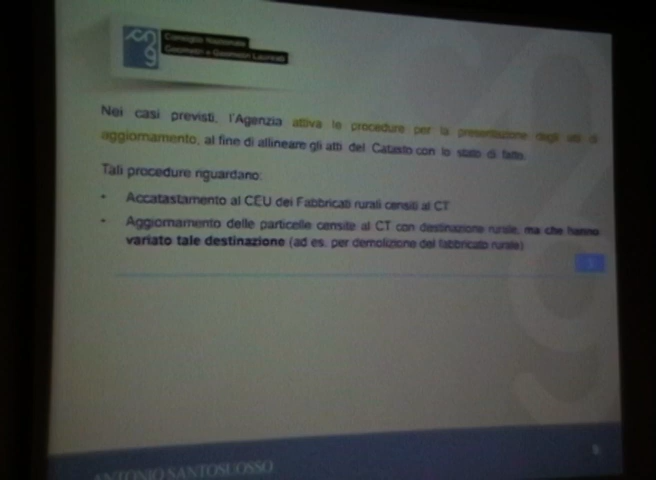 cng
Consiglio Nazionale
Geometri e Geometri Laureati
Nei casi previsti, l'Agenzia attiva le procedure per la presentazione degli atti di
aggiornamento, al fine di allineare gli atti del Catasto con lo stato di fatto.
Tali procedure riguardano:
• Accatastamento al CEU dei Fabbricati rurali censiti al CT
• Aggiornamento delle particelle censite al CT con destinazione rurale, ma che hanno
variato tale destinazione (ad es. per demolizione del fabbricato rurale)
ANTONIO SANTOSUOSSO